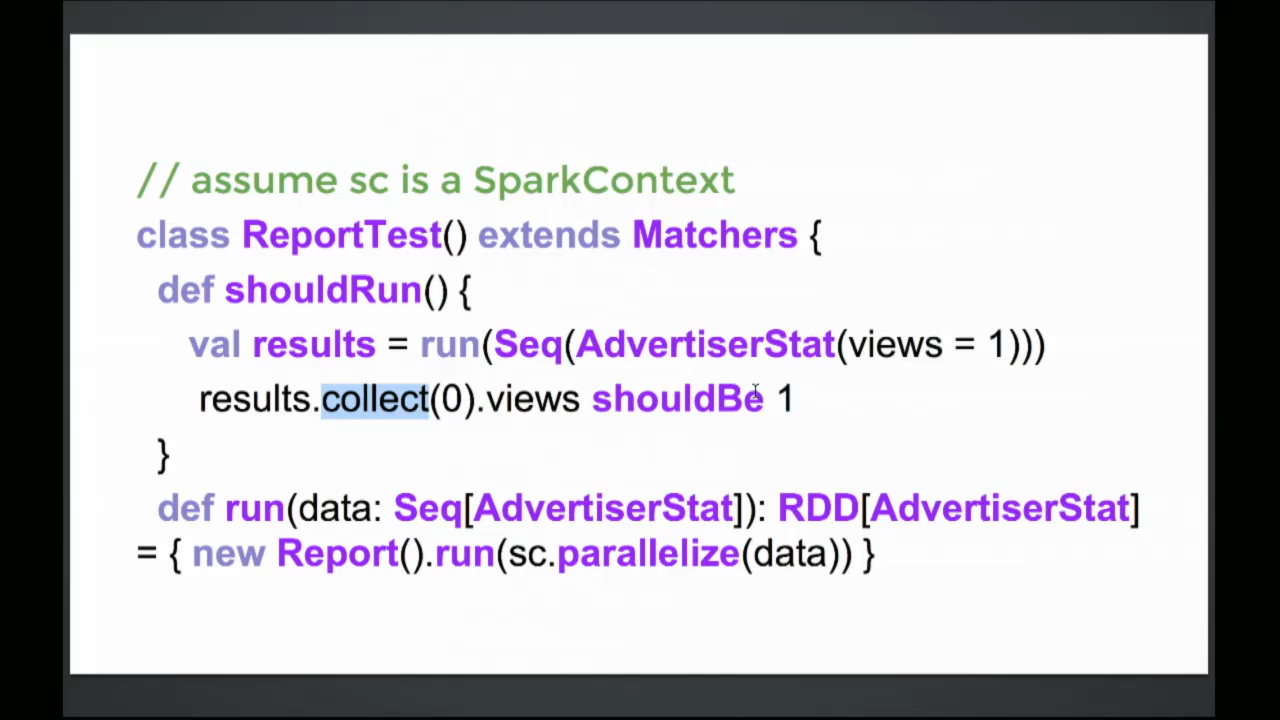 // assume sc is a SparkContext
class ReportTest() extends Matchers {
def shouldRun() {
val results = run(Seq(AdvertiserStat(views = 1)))
results.collect(0).views shouldBe 1
}
def run(data: Seq[AdvertiserStat]): RDD[AdvertiserStat]
= { new Report().run(sc.parallelize(data)) }